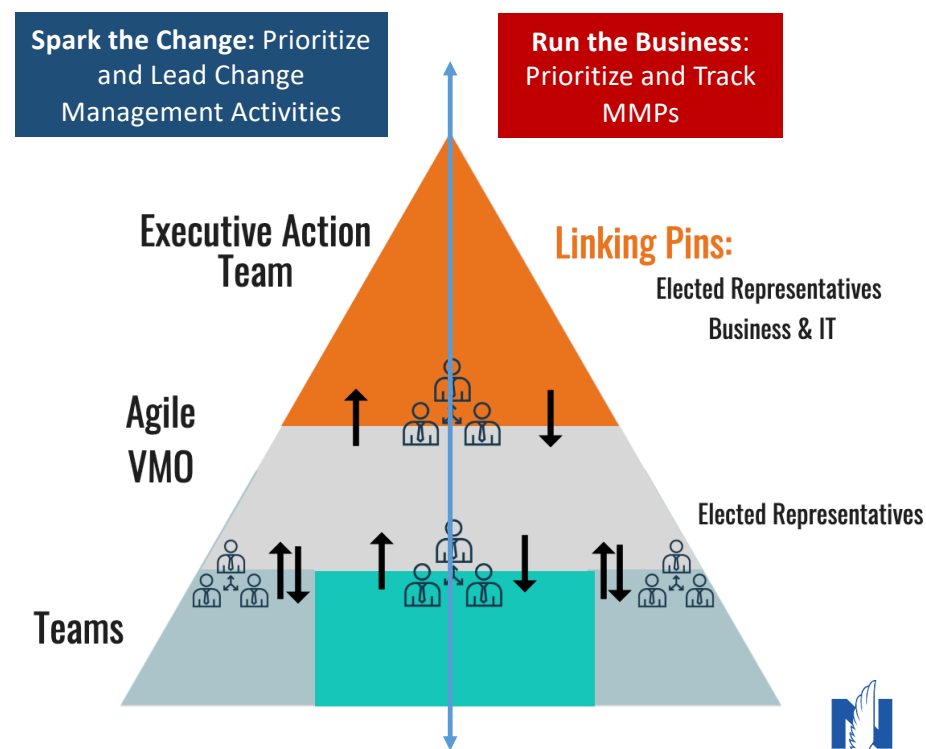 Spark the Change: Prioritize
and Lead Change
Management Activities
Run the Business:
Prioritize and Track
MMPs
Executive Action
Team
Linking Pins:
Elected Representatives
Business & IT
Agile
VMO
Elected Representatives
Teams